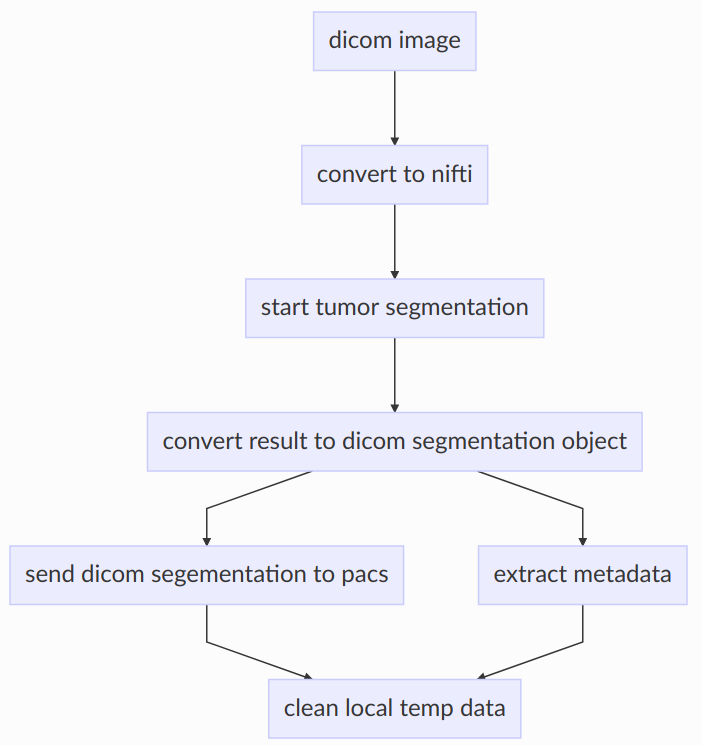 dicom image
convert to nifti
start tumor segmentation
convert result to dicom segmentation object
send dicom segementation to pacs
extract metadata
clean local temp data